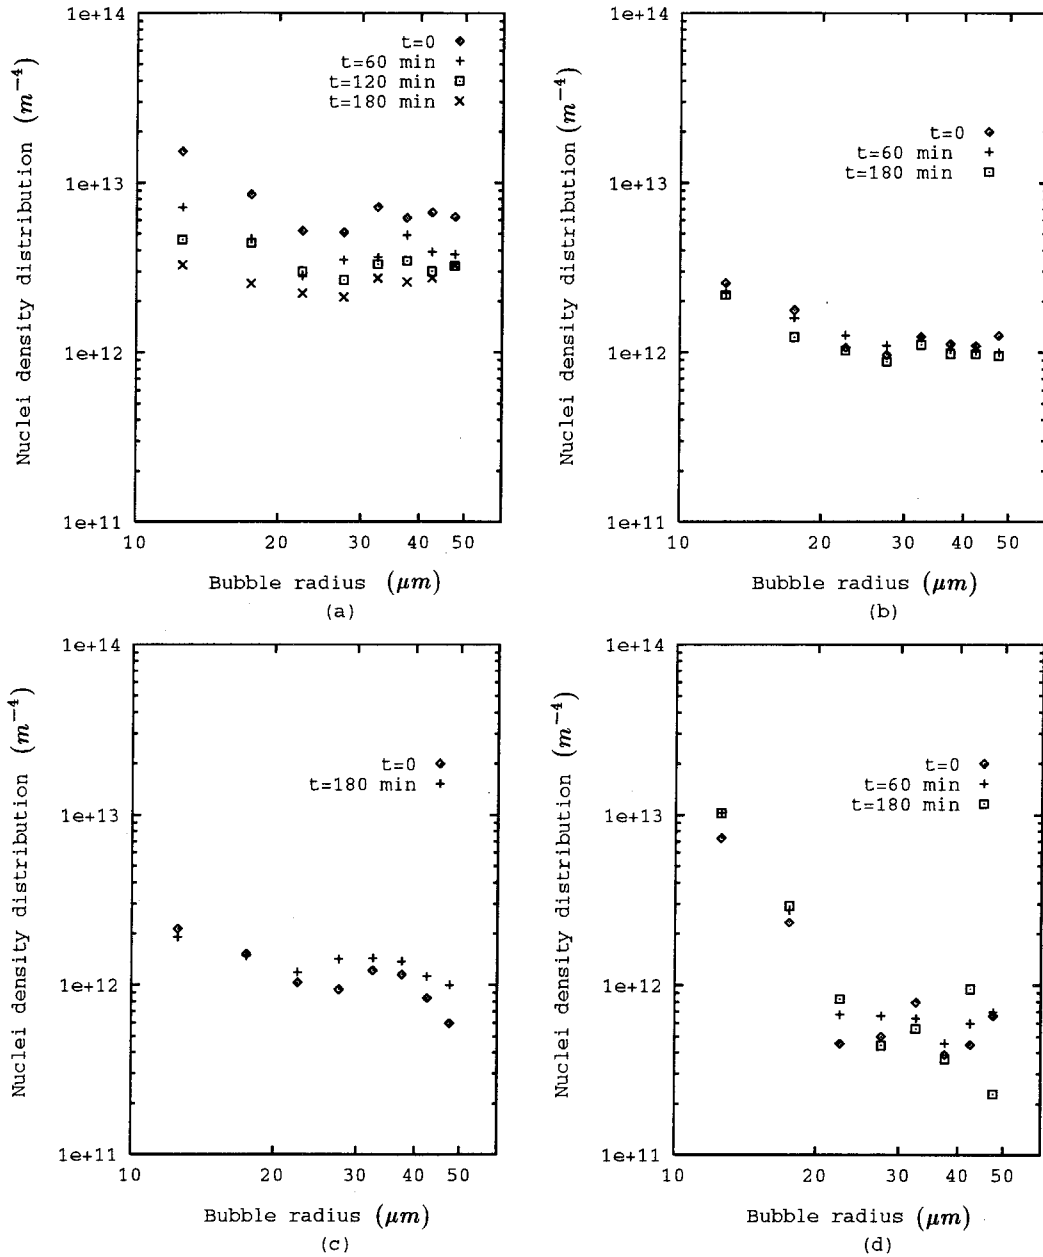 Nuclei density distribution (m⁻⁴)
1e+14
1e+13
1e+12
1e+11
t=0
t=60 min
t=120 min
t=180 min
10 20 30 40 50
Bubble radius (μm)
(a)
Nuclei density distribution (m⁻⁴)
1e+14
1e+13
1e+12
1e+11
t=0
t=60 min
t=180 min
10 20 30 40 50
Bubble radius (μm)
(b)
Nuclei density distribution (m⁻⁴)
1e+14
1e+13
1e+12
1e+11
t=0
t=180 min
10 20 30 40 50
Bubble radius (μm)
(c)
Nuclei density distribution (m⁻⁴)
1e+14
1e+13
1e+12
1e+11
t=0
t=60 min
t=180 min
10 20 30 40 50
Bubble radius (μm)
(d)